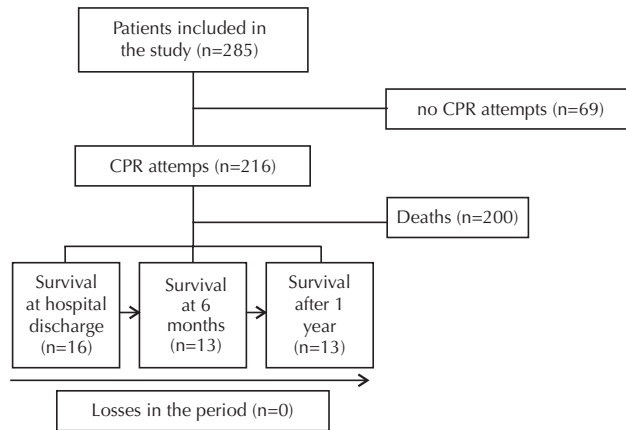 Patients included in
the study (n=285)
no CPR attempts (n=69)
CPR attemps (n=216)
Deaths (n=200)
Survival
at hospital
discharge
(n=16)
Survival
at 6
months
(n=13)
Survival
after 1
year
(n=13)
Losses in the period (n=0)